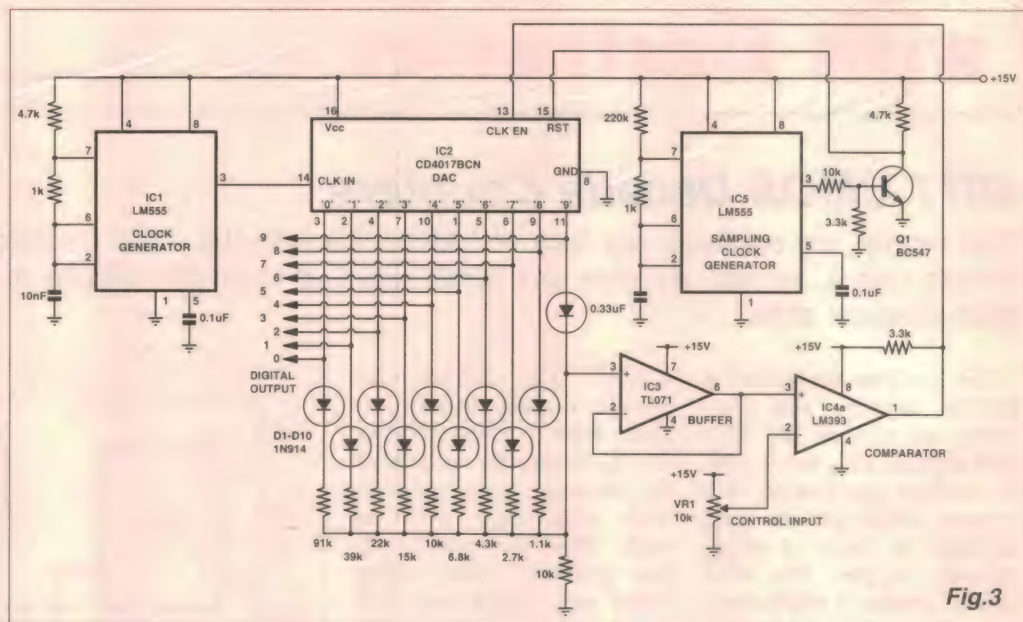 +15V
4.7k
7
4
8
1k
IC1
LM555
3
6
CLOCK
GENERATOR
2
10nF
1
5
0.1uF
16
Vcc
13
CLK EN
15
RST
IC2
CD4017BCN
DAC
14
CLK IN
GND
8
'0' '1' '2' '3' '4' '5' '6' '7' '8' '9'
3 2 4 7 10 1 5 6 9 11
9
8
7
6
5
4
3
2
1
0
DIGITAL
OUTPUT
D1-D10
1N914
91k
39k
22k
15k
10k
6.8k
4.3k
2.7k
1.1k
10k
220k
7
4
8
1k
IC5
LM555
3
10k
4.7k
6
SAMPLING
CLOCK
GENERATOR
3.3k
Q1
BC547
2
5
1
0.1uF
0.33uF
+15V
7
3
+
IC3
TL071
6
2
-
4
BUFFER
+15V
3.3k
8
3
+
IC4a
LM393
1
2
-
4
COMPARATOR
+15V
VR1
10k
CONTROL INPUT
Fig.3